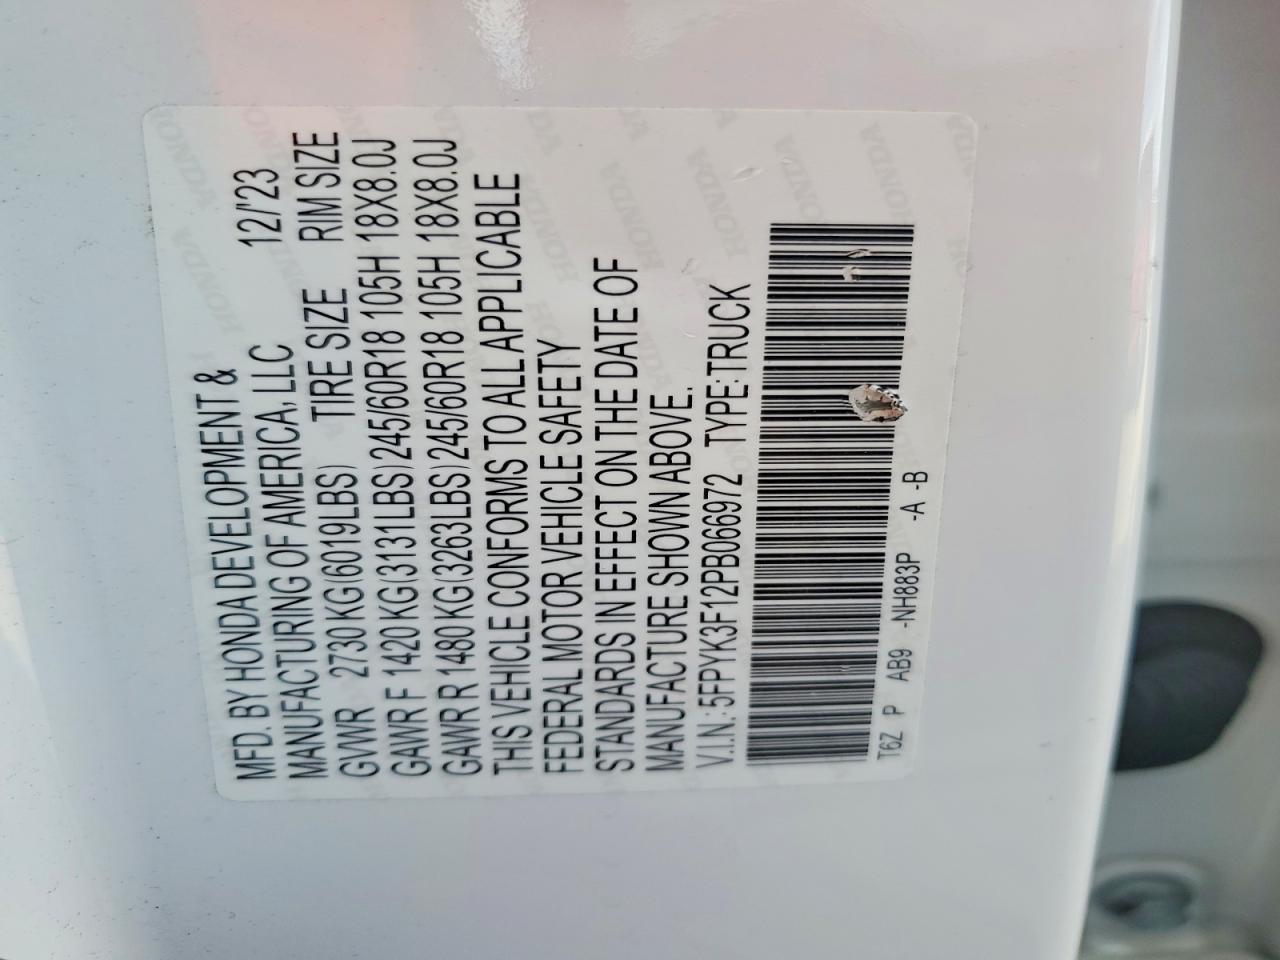 MFD. BY HONDA DEVELOPMENT &
MANUFACTURING OF AMERICA, LLC 12/'23
GVWR 2730 KG(6019LBS) TIRE SIZE RIM SIZE
GAWR F 1420 KG(3131LBS) 245/60R18 105H 18X8.0J
GAWR R 1480 KG(3263LBS) 245/60R18 105H 18X8.0J
THIS VEHICLE CONFORMS TO ALL APPLICABLE
FEDERAL MOTOR VEHICLE SAFETY
STANDARDS IN EFFECT ON THE DATE OF
MANUFACTURE SHOWN ABOVE.
V.I.N.: 5FPYK3F12PB066972 TYPE:TRUCK
T6Z P AB9 -NH883P -A -B